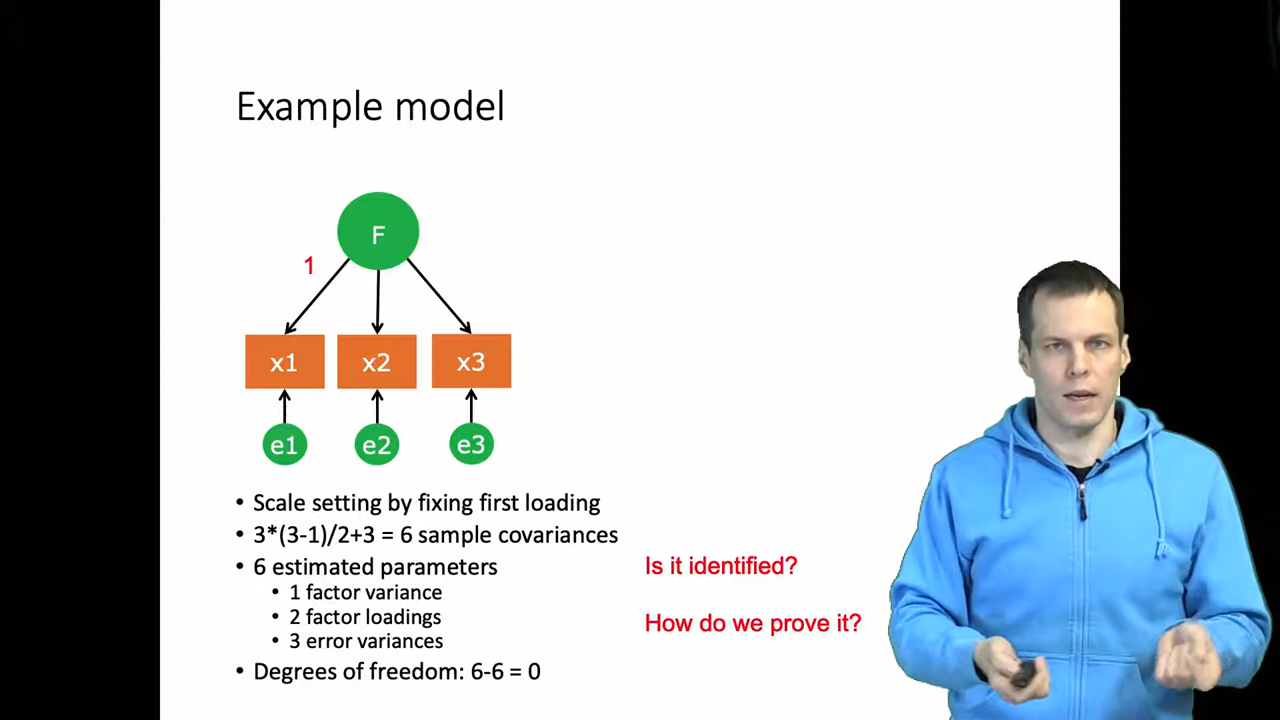 Example model
F
1
x1 x2 x3
e1 e2 e3
• Scale setting by fixing first loading
• 3*(3-1)/2+3 = 6 sample covariances
• 6 estimated parameters
Is it identified?
• 1 factor variance
• 2 factor loadings
How do we prove it?
• 3 error variances
• Degrees of freedom: 6-6 = 0